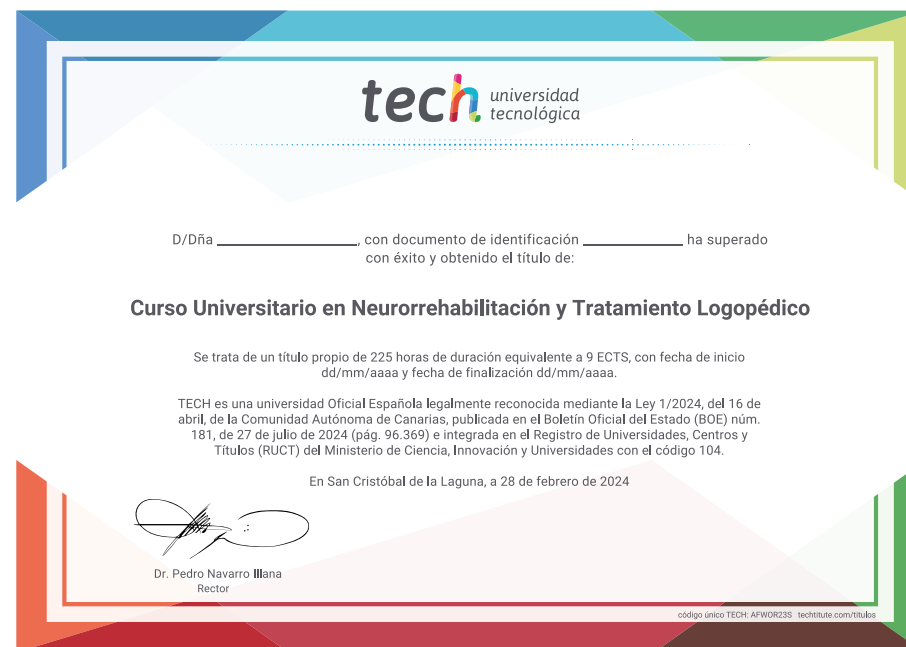 tech universidad
tecnológica
D/Dña ____________________, con documento de identificación ______________ ha superado
con éxito y obtenido el título de:
Curso Universitario en Neurorrehabilitación y Tratamiento Logopédico
Se trata de un título propio de 225 horas de duración equivalente a 9 ECTS, con fecha de inicio
dd/mm/aaaa y fecha de finalización dd/mm/aaaa.
TECH es una universidad Oficial Española legalmente reconocida mediante la Ley 1/2024, del 16 de
abril, de la Comunidad Autónoma de Canarias, publicada en el Boletín Oficial del Estado (BOE) núm.
181, de 27 de julio de 2024 (pág. 96.369) e integrada en el Registro de Universidades, Centros y
Títulos (RUCT) del Ministerio de Ciencia, Innovación y Universidades con el código 104.
En San Cristóbal de la Laguna, a 28 de febrero de 2024
Dr. Pedro Navarro Illana
Rector
código único TECH: AFWOR23S techtitute.com/titulos